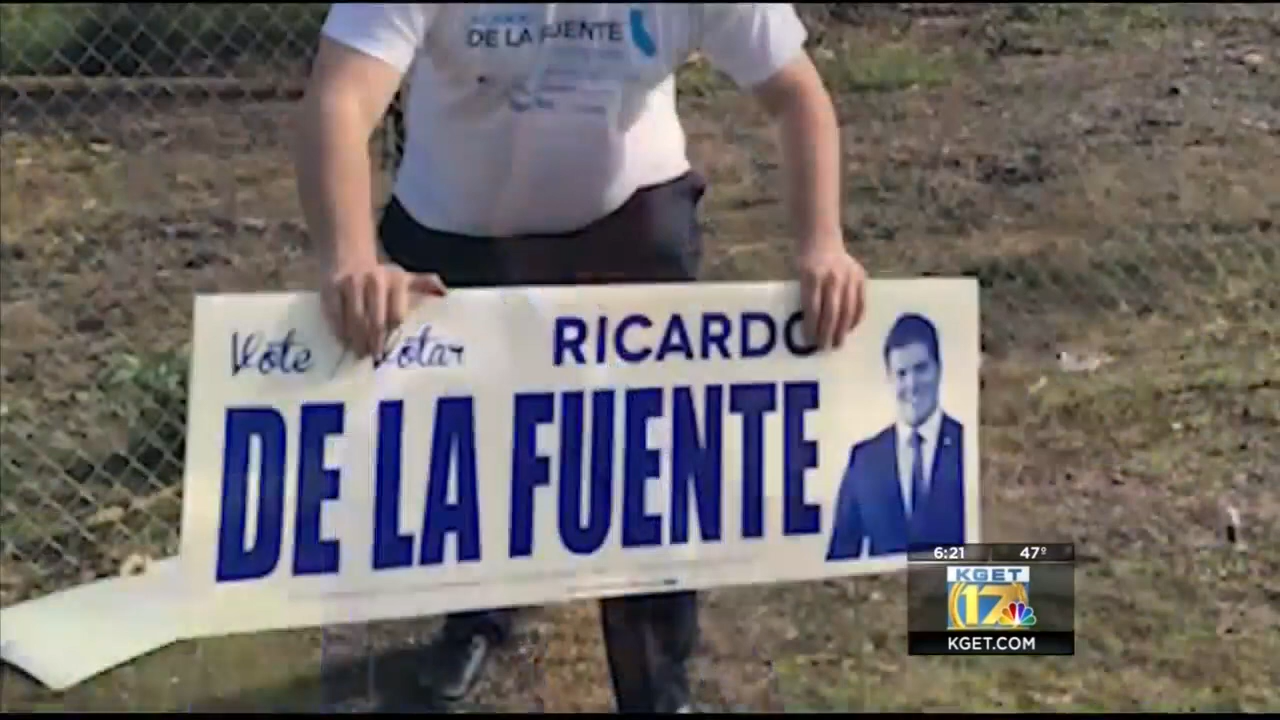 DE LA FUENTE
Vote / Votar
RICARDO
DE LA FUENTE
6:21 47°
KGET
17
KGET.COM